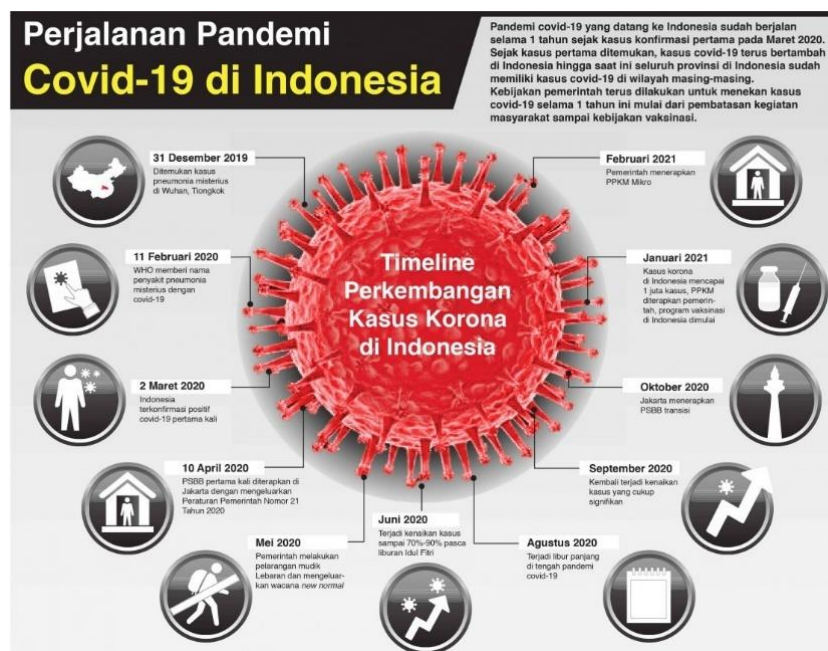 Perjalanan Pandemi
Covid-19 di Indonesia
Pandemi covid-19 yang datang ke Indonesia sudah berjalan
selama 1 tahun sejak kasus konfirmasi pertama pada Maret 2020.
Sejak kasus pertama ditemukan, kasus covid-19 terus bertambah
di Indonesia hingga saat ini seluruh provinsi di Indonesia sudah
memiliki kasus covid-19 di wilayah masing-masing.
Kebijakan pemerintah terus dilakukan untuk menekan kasus
covid-19 selama 1 tahun ini mulai dari pembatasan kegiatan
masyarakat sampai kebijakan vaksinasi.
Timeline
Perkembangan
Kasus Korona
di Indonesia
31 Desember 2019
Ditemukan kasus
pneumonia misterius
di Wuhan, Tiongkok
11 Februari 2020
WHO memberi nama
penyakit pneumonia
misterius dengan
covid-19
2 Maret 2020
Indonesia
terkonfirmasi positif
covid-19 pertama kali
10 April 2020
PSBB pertama kali diterapkan di
Jakarta dengan mengeluarkan
Peraturan Pemerintah Nomor 21
Tahun 2020
Mei 2020
Pemerintah melakukan
pelarangan mudik
Lebaran dan mengeluar-
kan wacana new normal
Juni 2020
Terjadi kenaikan kasus
sampai 70%-90% pasca
liburan Idul Fitri
Agustus 2020
Terjadi libur panjang
di tengah pandemi
covid-19
September 2020
Kembali terjadi kenaikan
kasus yang cukup
signifikan
Oktober 2020
Jakarta menerapkan
PSBB transisi
Januari 2021
Kasus korona
di Indonesia mencapai
1 juta kasus, PPKM
diterapkan pemerin-
tah, program vaksinasi
di Indonesia dimulai
Februari 2021
Pemerintah menerapkan
PPKM Mikro